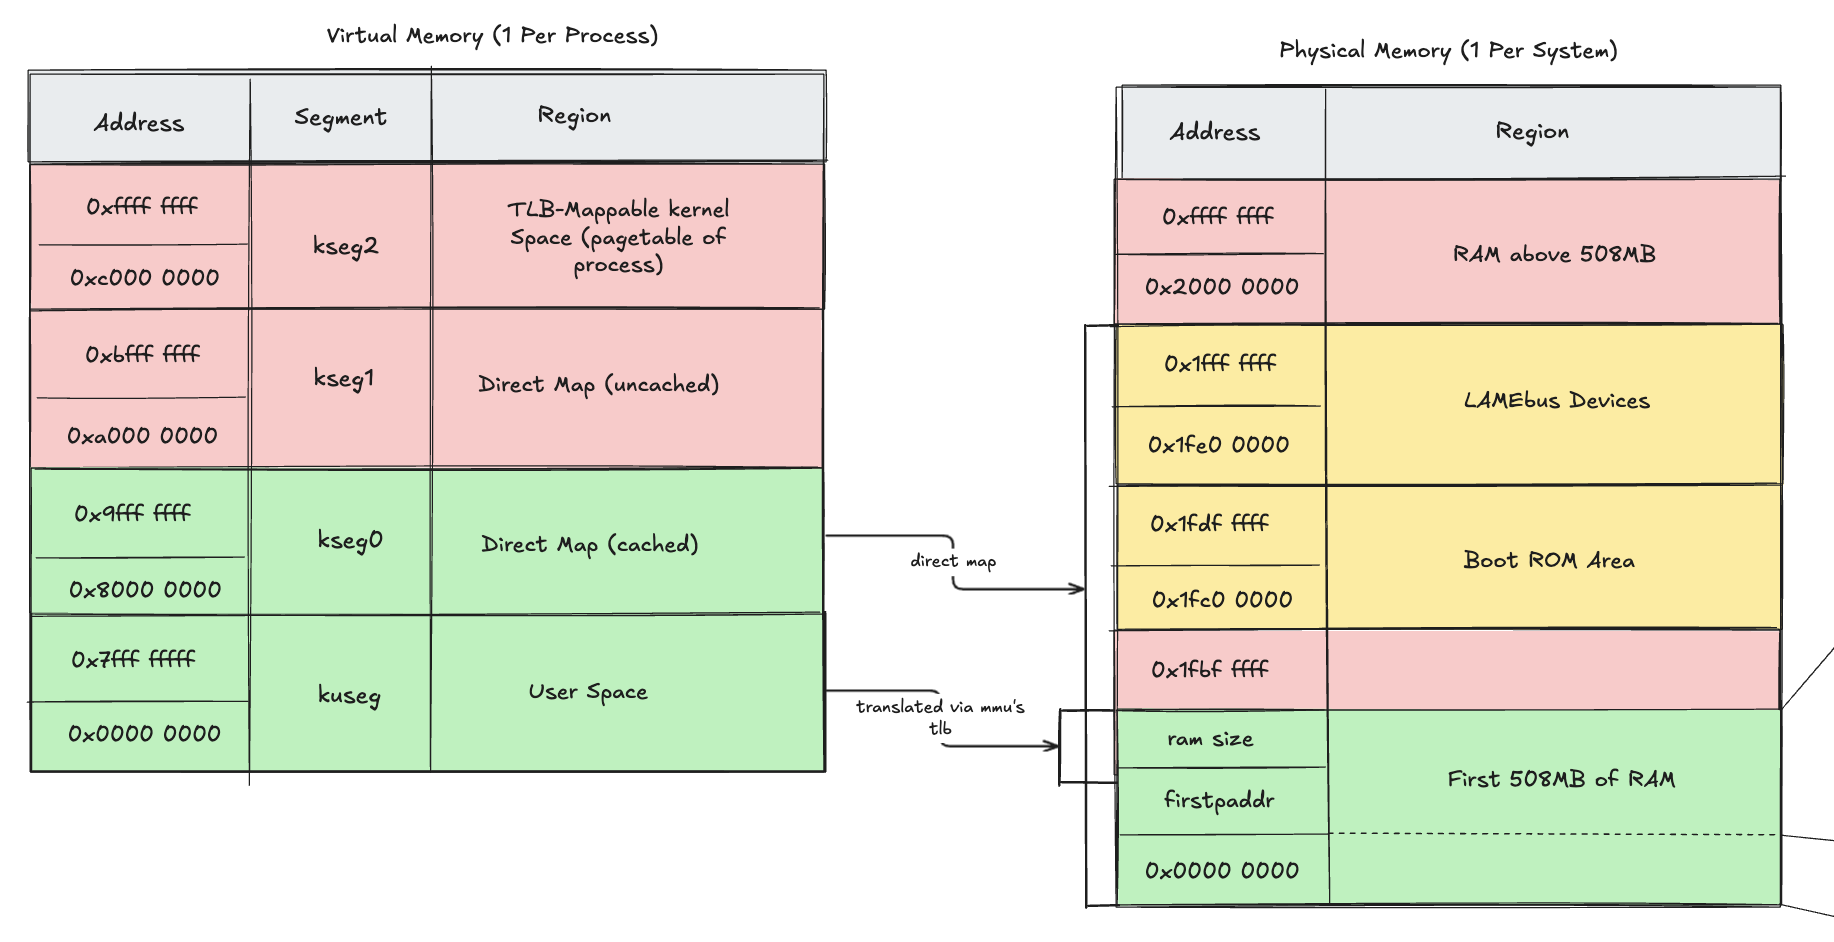 Virtual Memory (1 Per Process)
Address
Segment
Region
0xffff ffff
0xc000 0000
kseg2
TLB-Mappable kernel
Space (pagetable of
process)
0xbfff ffff
0xa000 0000
kseg1
Direct Map (uncached)
0x9fff ffff
0x8000 0000
kseg0
Direct Map (cached)
0x7fff fffff
0x0000 0000
kuseg
User Space
direct map
translated via mmu's
tlb
Physical Memory (1 Per System)
Address
Region
0xffff ffff
0x2000 0000
RAM above 508MB
0x1fff ffff
0x1fe0 0000
LAMEbus Devices
0x1fdf ffff
0x1fc0 0000
Boot ROM Area
0x1fbf ffff
ram size
firstpaddr
First 508MB of RAM
0x0000 0000